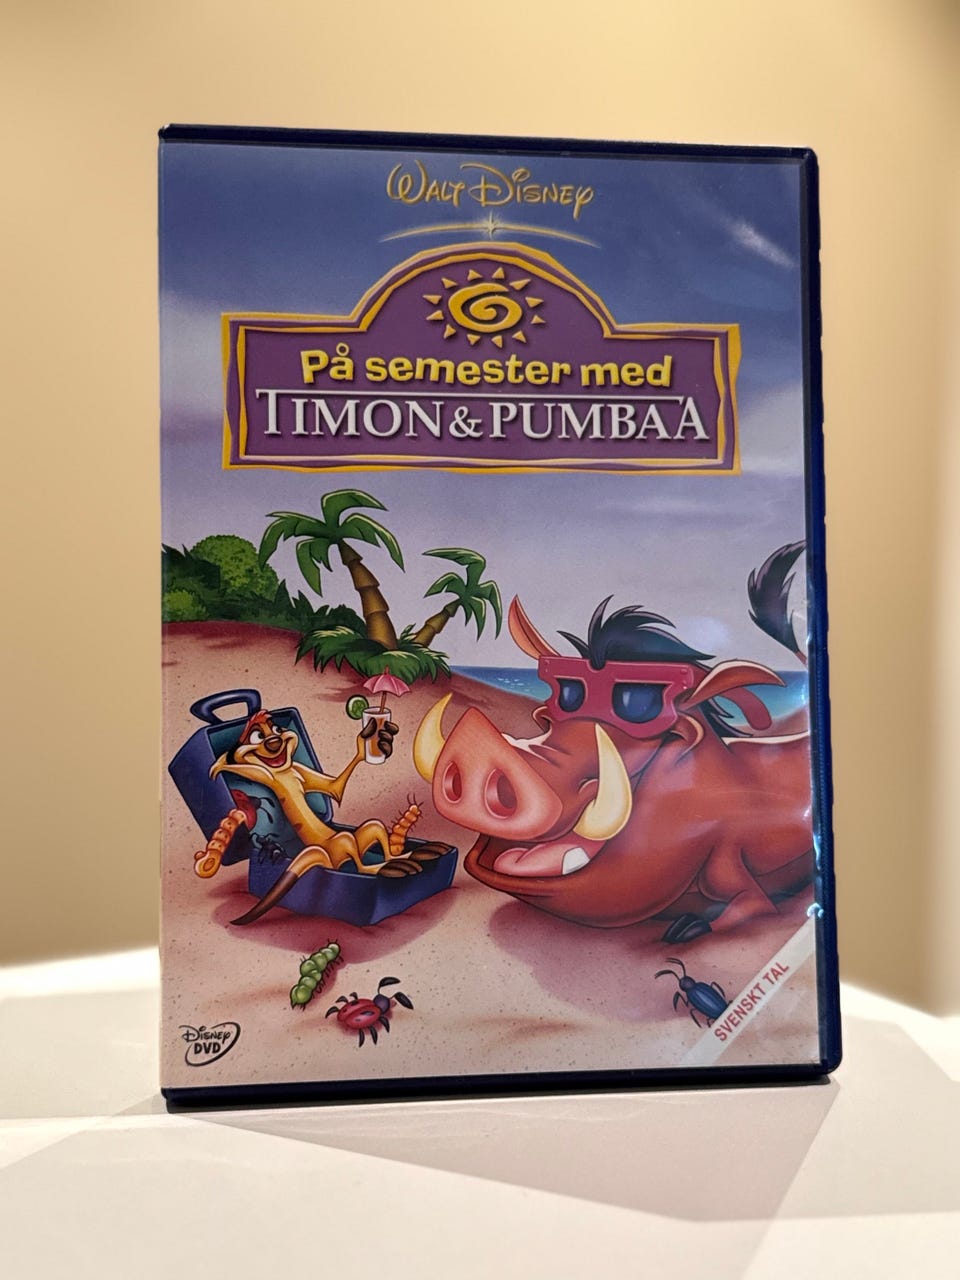 WALT DISNEY
På semester med
TIMON & PUMBAA
SVENSKT TAL
DISNEY
DVD